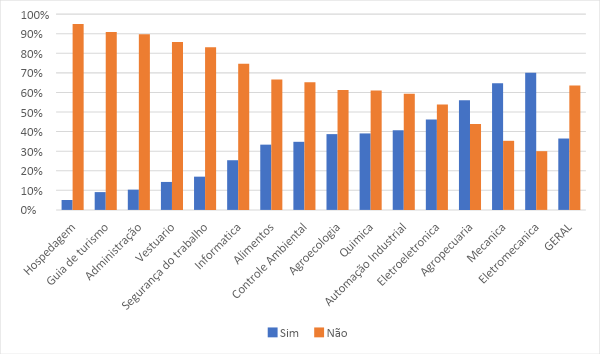 100%
90%
80%
70%
60%
50%
40%
30%
20%
10%
0%
Hospedagem
Guia de turismo
Administração
Vestuario
Segurança do trabalho
Informatica
Alimentos
Controle Ambiental
Agroecologia
Quimica
Automação Industrial
Eletroeletronica
Agropecuaria
Mecanica
Eletromecanica
GERAL
Sim Não